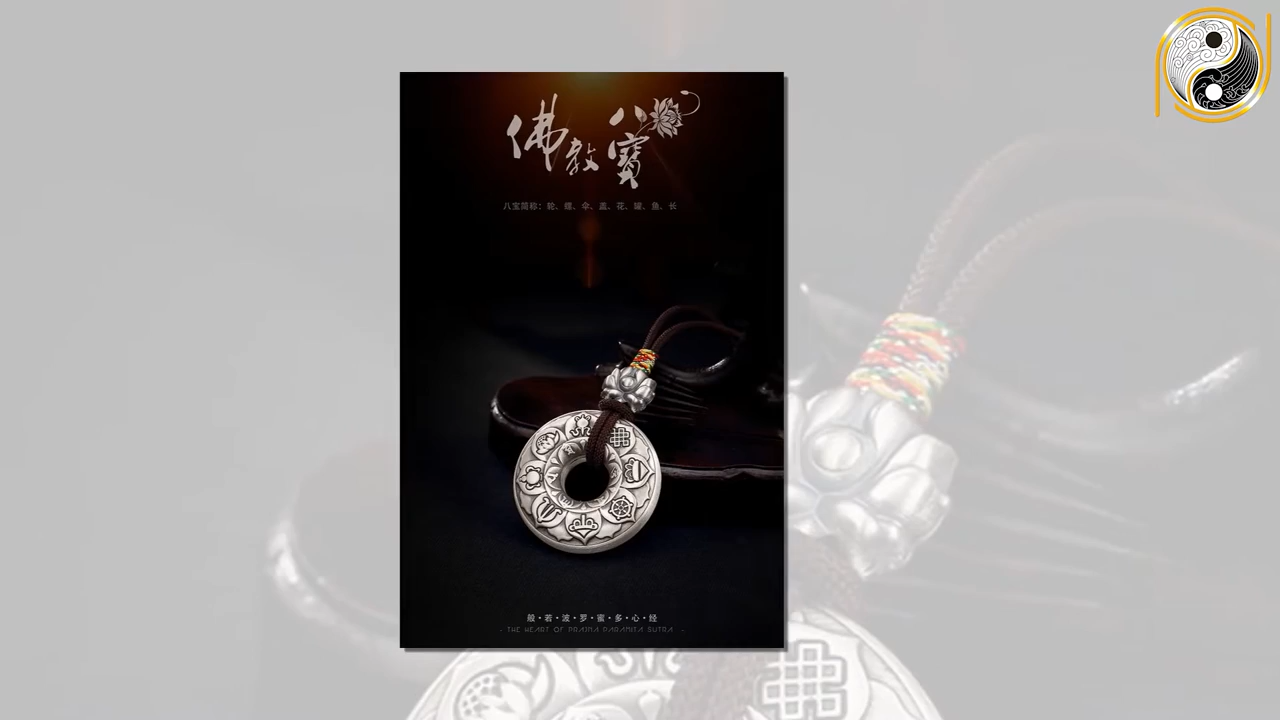 佛教八寶
八宝简称：轮、螺、伞、盖、花、罐、鱼、长
般·若·波·罗·蜜·多·心·经
- THE HEART OF PRAJNA PARAMITA SUTRA -